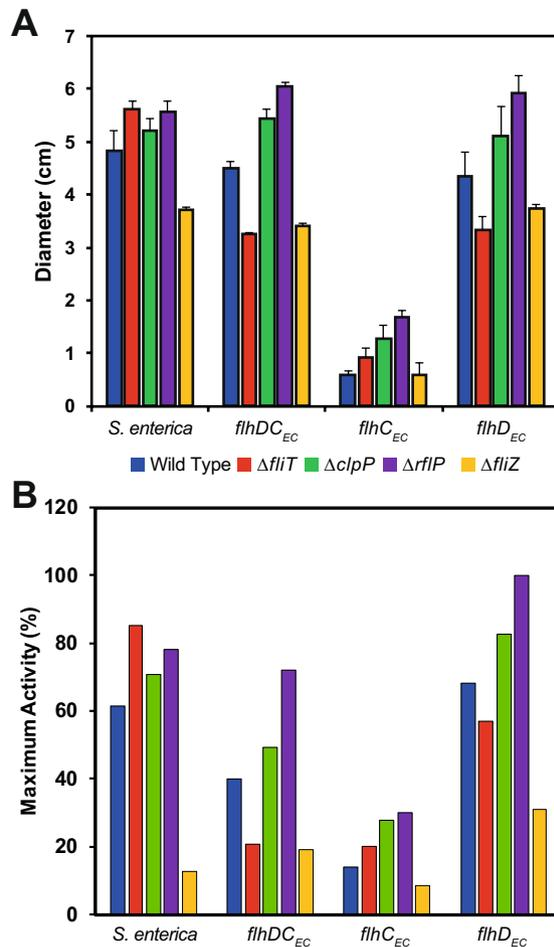 A
Diameter (cm)
7
6
5
4
3
2
1
0
S. enterica flhDC_EC flhC_EC flhD_EC
Wild Type ΔfliT ΔclpP ΔrflP ΔfliZ
B
Maximum Activity (%)
120
100
80
60
40
20
0
S. enterica flhDC_EC flhC_EC flhD_EC